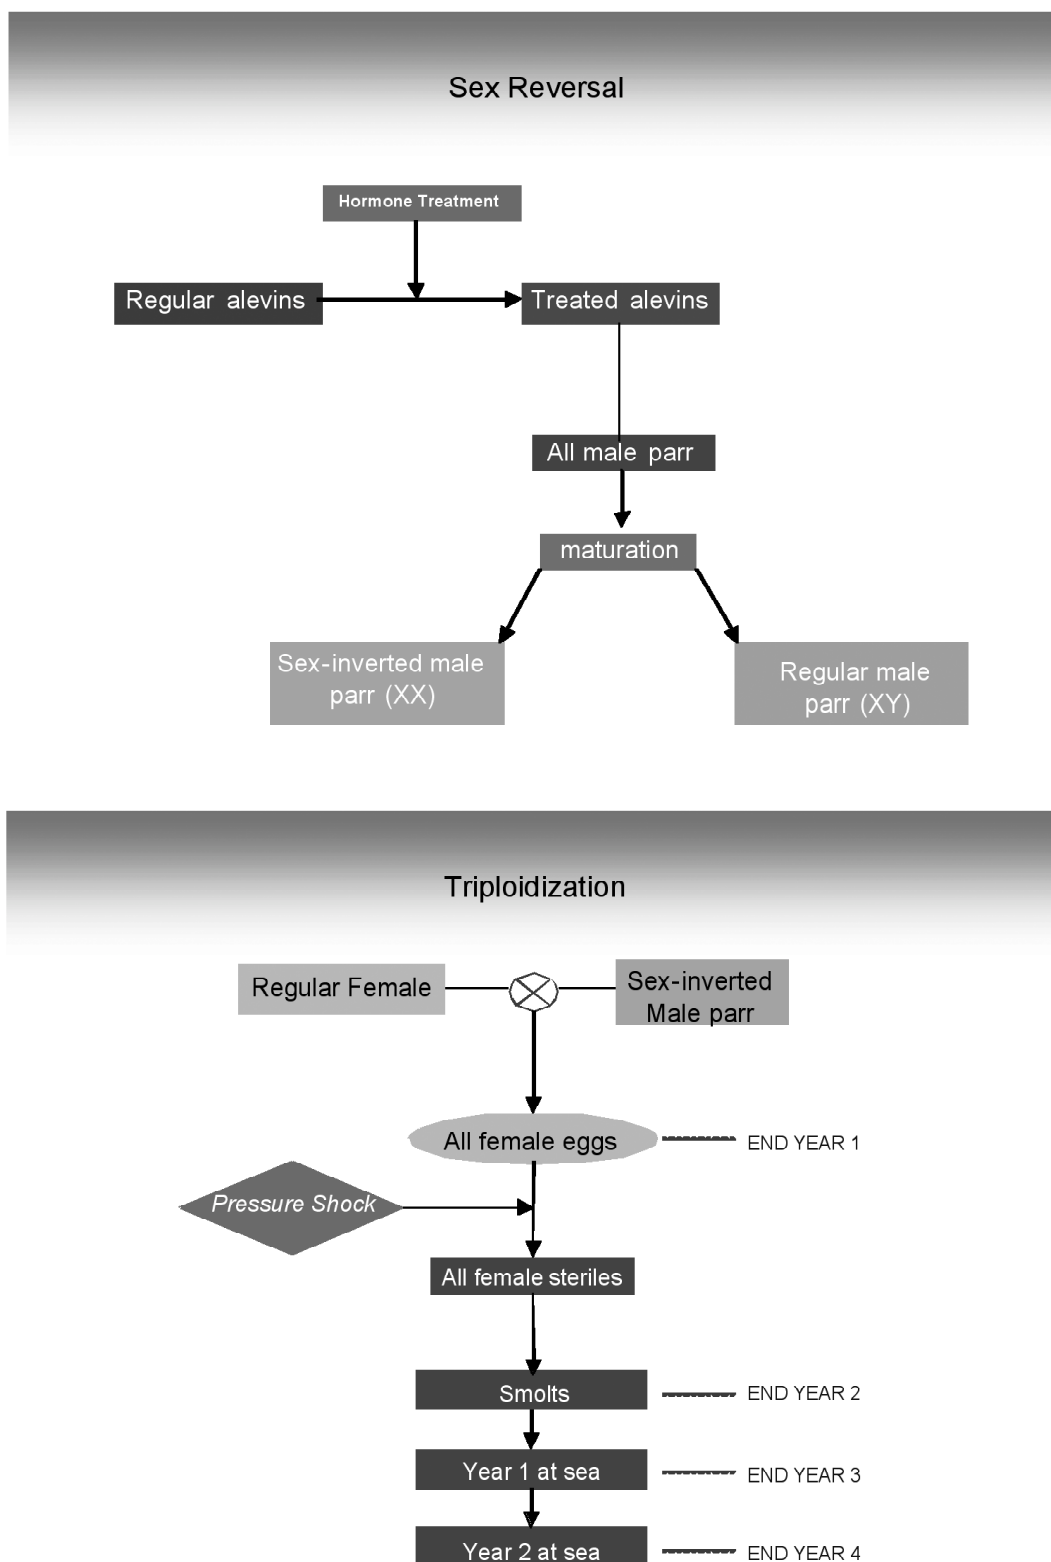 Sex Reversal
Hormone Treatment
Regular alevins
Treated alevins
All male parr
maturation
Sex-inverted male
parr (XX)
Regular male
parr (XY)
Triploidization
Regular Female
Sex-inverted
Male parr
All female eggs
END YEAR 1
Pressure Shock
All female steriles
Smolts
END YEAR 2
Year 1 at sea
END YEAR 3
Year 2 at sea
END YEAR 4